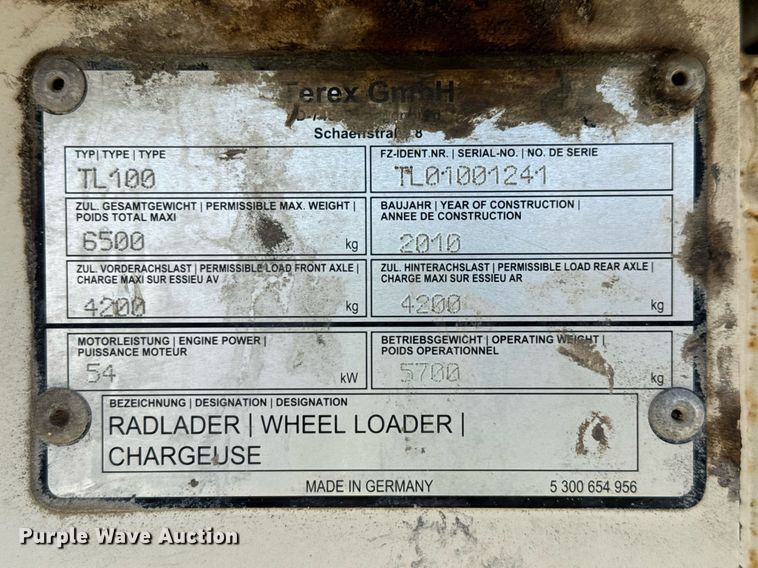 Terex GmbH
Schaeffstraße 8
TYP | TYPE | TYPE
TL100
FZ-IDENT.NR. | SERIAL-NO. | NO. DE SERIE
TL01001241
ZUL. GESAMTGEWICHT | PERMISSIBLE MAX. WEIGHT |
POIDS TOTAL MAXI
6500 kg
BAUJAHR | YEAR OF CONSTRUCTION |
ANNEE DE CONSTRUCTION
2010
ZUL. VORDERACHSLAST | PERMISSIBLE LOAD FRONT AXLE |
CHARGE MAXI SUR ESSIEU AV
4200 kg
ZUL. HINTERACHSLAST | PERMISSIBLE LOAD REAR AXLE |
CHARGE MAXI SUR ESSIEU AR
4200 kg
MOTORLEISTUNG | ENGINE POWER |
PUISSANCE MOTEUR
54 kW
BETRIEBSGEWICHT | OPERATING WEIGHT |
POIDS OPERATIONNEL
5700 kg
BEZEICHNUNG | DESIGNATION | DESIGNATION
RADLADER | WHEEL LOADER |
CHARGEUSE
MADE IN GERMANY 5 300 654 956
Purple Wave Auction